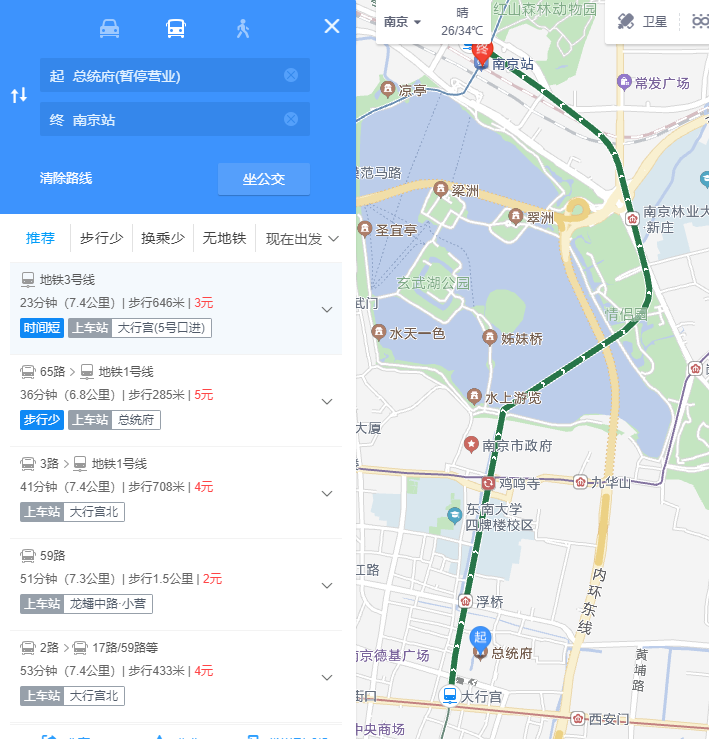 起 总统府(暂停营业)
终 南京站
清除路线
坐公交
推荐
步行少
换乘少
无地铁
现在出发
地铁3号线
23分钟（7.4公里）| 步行646米 | 3元
时间短 上车站 大行宫(5号口进)
65路 > 地铁1号线
36分钟（6.8公里）| 步行285米 | 5元
步行少 上车站 总统府
3路 > 地铁1号线
41分钟（7.4公里）| 步行708米 | 4元
上车站 大行宫北
59路
51分钟（7.3公里）| 步行1.5公里 | 2元
上车站 龙蟠中路·小营
2路 > 17路/59路等
53分钟（7.4公里）| 步行433米 | 4元
上车站 大行宫北
南京
晴
26/34℃
红山森林动物园
卫星
终
南京站
常发广场
凉亭
范马路
梁洲
翠洲
南京林业大
新庄
圣宜亭
玄武湖公园
武门
情侣园
水天一色
姊妹桥
水上游览
大厦
南京市政府
鸡鸣寺
九华山
东南大学
四牌楼校区
江路
内环东线
浮桥
起
总统府
京德基广场
黄埔路
大行宫
街口
西安门
中央商场